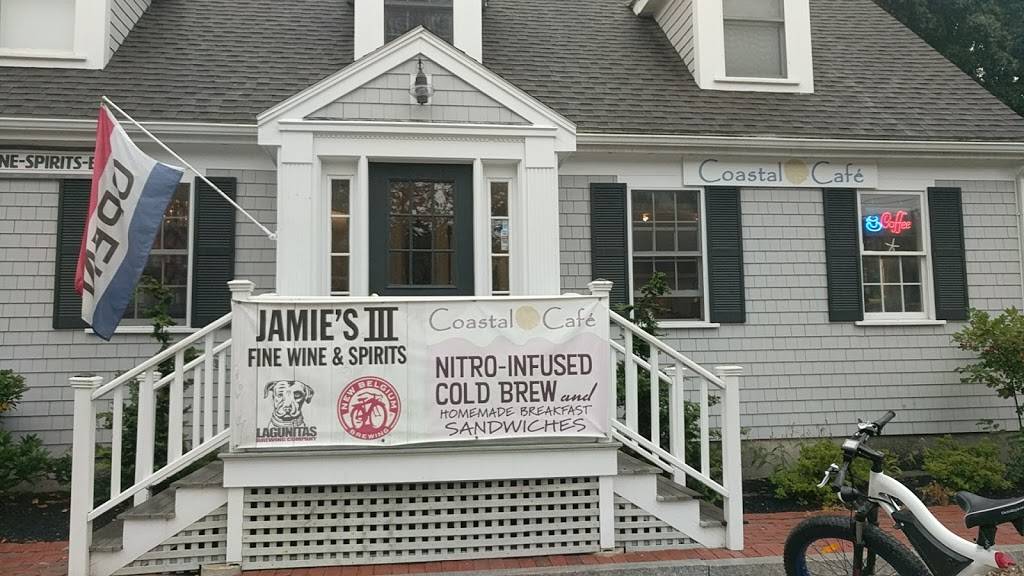 NE-SPIRITS-B
OPEN
Coastal Café
Coffee
JAMIE'S III
FINE WINE & SPIRITS
LAGUNITAS
BREWING COMPANY
NEW BELGIUM
BREWING
Coastal Café
NITRO-INFUSED
COLD BREW and
HOMEMADE BREAKFAST
SANDWICHES